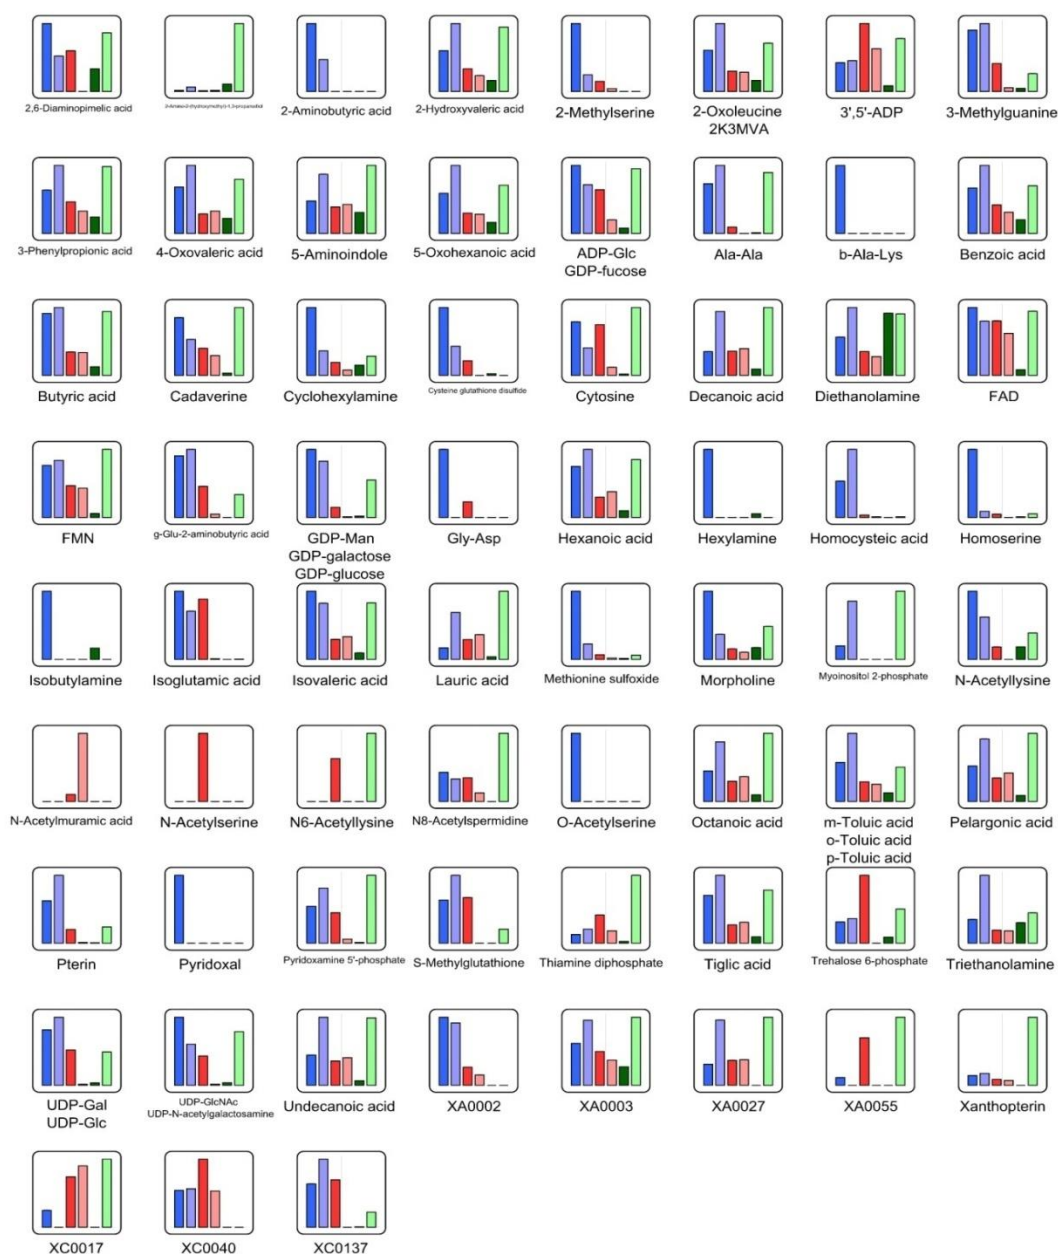 2,6-Diaminopimelic acid
2-Amino-2-(hydroxymethyl)-1,3-propanediol
2-Aminobutyric acid
2-Hydroxyvaleric acid
2-Methylserine
2-Oxoleucine
2K3MVA
3',5'-ADP
3-Methylguanine
3-Phenylpropionic acid
4-Oxovaleric acid
5-Aminoindole
5-Oxohexanoic acid
ADP-Glc
GDP-fucose
Ala-Ala
b-Ala-Lys
Benzoic acid
Butyric acid
Cadaverine
Cyclohexylamine
Cysteine glutathione disulfide
Cytosine
Decanoic acid
Diethanolamine
FAD
FMN
g-Glu-2-aminobutyric acid
GDP-Man
GDP-galactose
GDP-glucose
Gly-Asp
Hexanoic acid
Hexylamine
Homocysteic acid
Homoserine
Isobutylamine
Isoglutamic acid
Isovaleric acid
Lauric acid
Methionine sulfoxide
Morpholine
Myoinositol 2-phosphate
N-Acetyllysine
N-Acetylmuramic acid
N-Acetylserine
N6-Acetyllysine
N8-Acetylspermidine
O-Acetylserine
Octanoic acid
m-Toluic acid
o-Toluic acid
p-Toluic acid
Pelargonic acid
Pterin
Pyridoxal
Pyridoxamine 5'-phosphate
S-Methylglutathione
Thiamine diphosphate
Tiglic acid
Trehalose 6-phosphate
Triethanolamine
UDP-Gal
UDP-Glc
UDP-GlcNAc
UDP-N-acetylgalactosamine
Undecanoic acid
XA0002
XA0003
XA0027
XA0055
Xanthopterin
XC0017
XC0040
XC0137